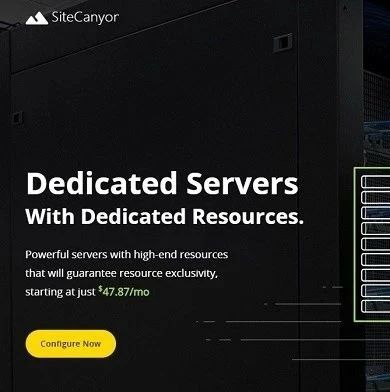 SiteCanyor
Dedicated Servers
With Dedicated Resources.
Powerful servers with high-end resources
that will guarantee resource exclusivity,
starting at just $47.87/mo
Configure Now